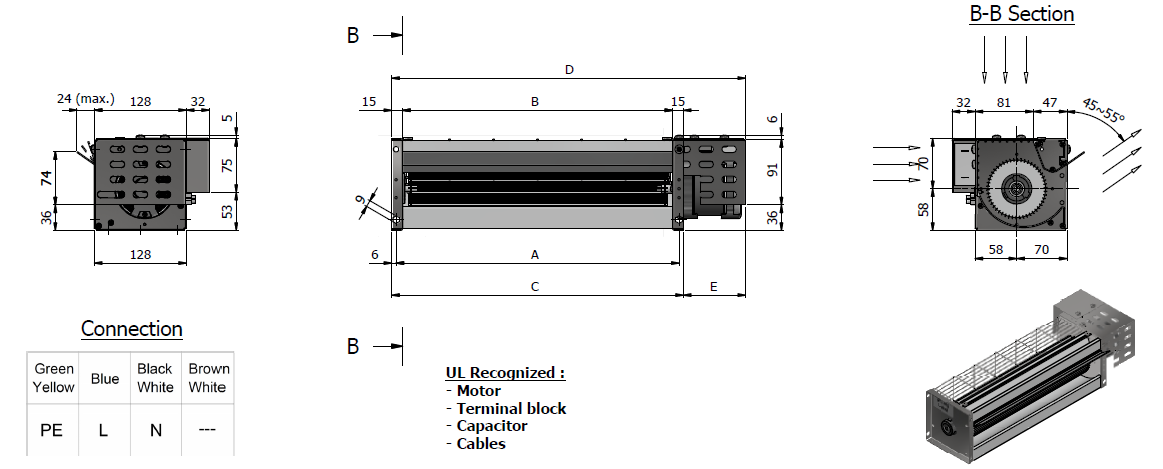 B-B Section
B
D
24 (max.) 128 32
5
75
53
74
36
128
15 B 15
6
91
36
9
6 A
C E
32 81 47
45~55°
70
58
58 70
Connection
B
Green Yellow Blue Black White Brown White
PE L N ---
UL Recognized :
- Motor
- Terminal block
- Capacitor
- Cables